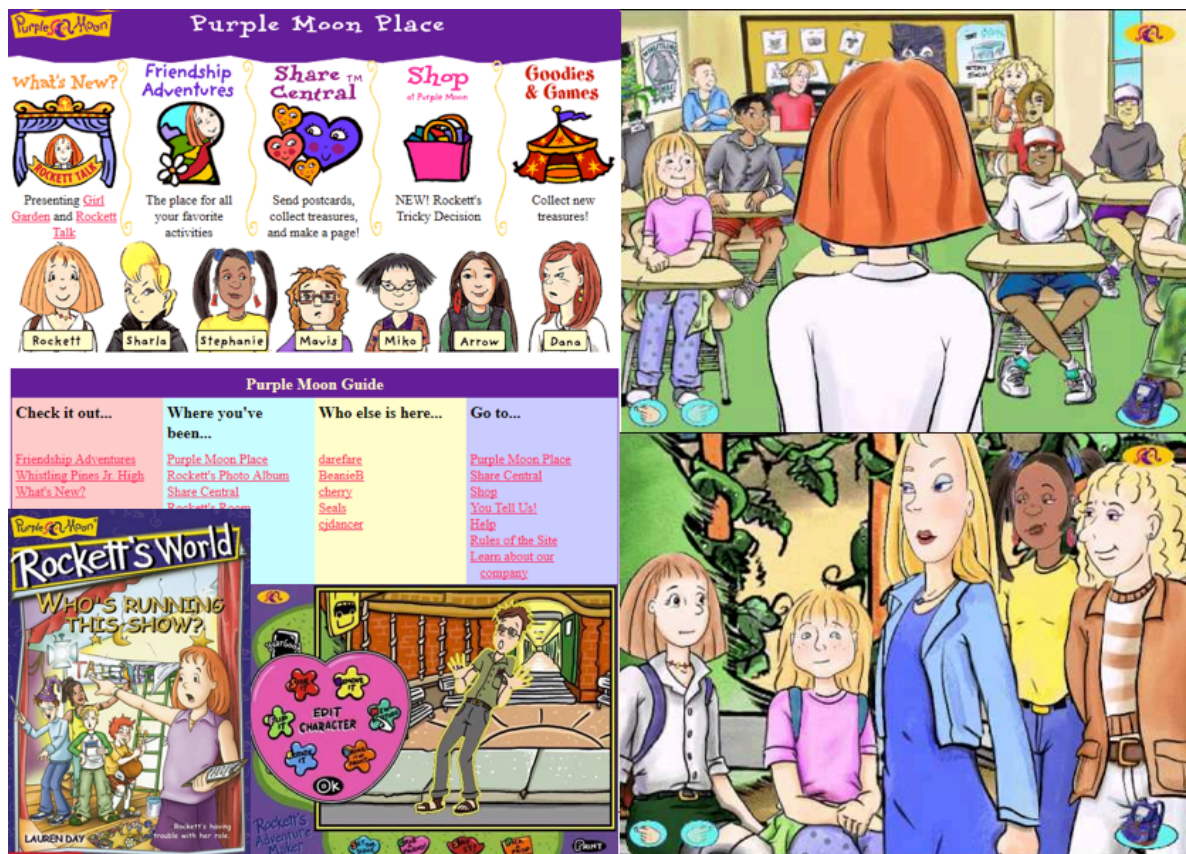 Purple Moon
Purple Moon Place
What's New?
ROCKETT TALK
Presenting Girl
Garden and Rockett
Talk
Friendship
Adventures
The place for all
your favorite
activities
Share TM
Central
Send postcards,
collect treasures,
and make a page!
Shop
at Purple Moon
NEW! Rockett's
Tricky Decision
Goodies
& Games
Collect new
treasures!
Rockett
Sharla
Stephanie
Mavis
Miko
Arrow
Dana
Purple Moon Guide
Check it out...
Friendship Adventures
Whistling Pines Jr. High
What's New?
Where you've
been...
Purple Moon Place
Rockett's Photo Album
Share Central
Rockett's Room
Who else is here...
darefare
BeanieB
cherry
Seals
cjdancer
Go to...
Purple Moon Place
Share Central
Shop
You Tell Us!
Help
Rules of the Site
Learn about our
company
Purple Moon
Rockett's World
WHO'S RUNNING
THIS SHOW?
LAUREN DAY
Rockett's having
trouble with her role.
EDIT
CHARACTER
OK
Rockett's
Adventure
Maker
PRINT